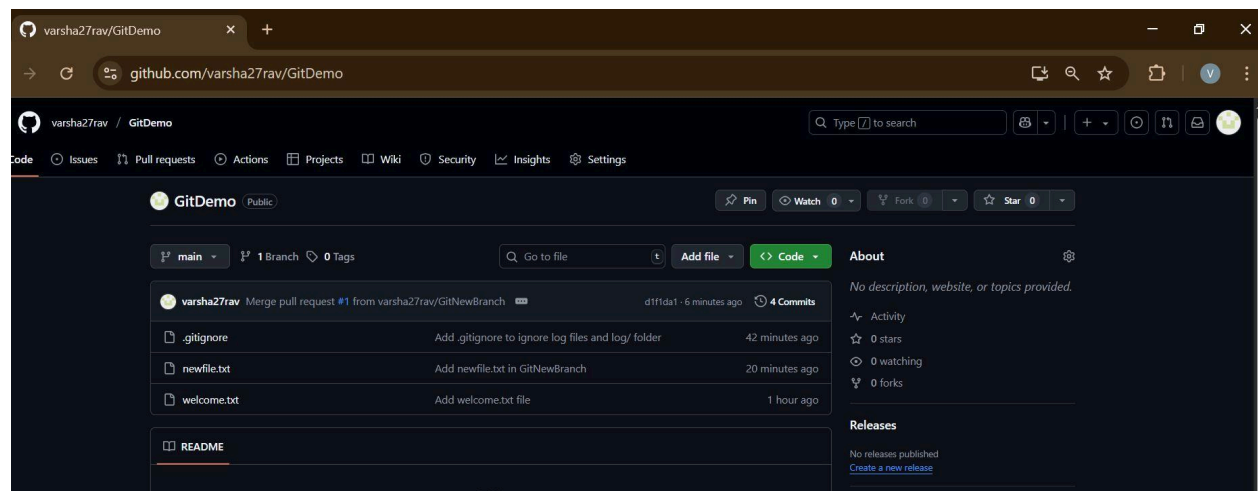 varsha27rav/GitDemo
github.com/varsha27rav/GitDemo
V
varsha27rav / GitDemo
Type / to search
Code Issues Pull requests Actions Projects Wiki Security Insights Settings
GitDemo Public
Pin Watch 0 Fork 0 Star 0
main 1 Branch 0 Tags Go to file t Add file Code
varsha27rav Merge pull request #1 from varsha27rav/GitNewBranch d1f1da1 · 6 minutes ago 4 Commits
.gitignore Add .gitignore to ignore log files and log/ folder 42 minutes ago
newfile.txt Add newfile.txt in GitNewBranch 20 minutes ago
welcome.txt Add welcome.txt file 1 hour ago
README
About
No description, website, or topics provided.
Activity
0 stars
0 watching
0 forks
Releases
No releases published
Create a new release